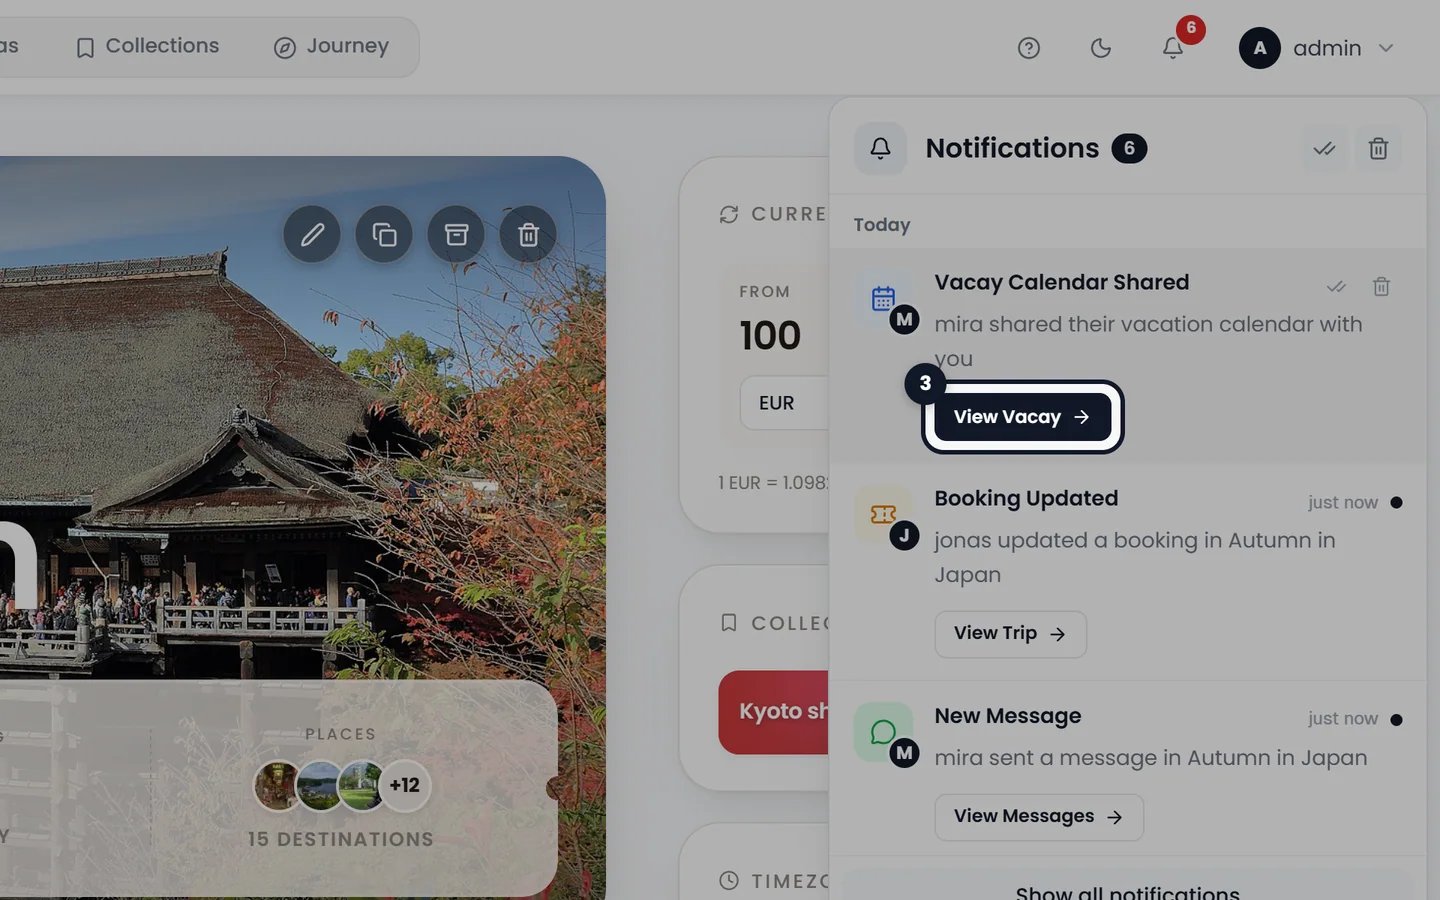 as
Collections
Journey
6
A
admin
Notifications 6
Today
Vacay Calendar Shared
M
mira shared their vacation calendar with
you
3
View Vacay
Booking Updated
just now
J
jonas updated a booking in Autumn in
Japan
View Trip
New Message
just now
M
mira sent a message in Autumn in Japan
View Messages
Show all notifications
CURRE
FROM
100
EUR
1 EUR = 1.098
COLLEC
Kyoto sh
TIMEZO
n
PLACES
+12
15 DESTINATIONS
G
Y